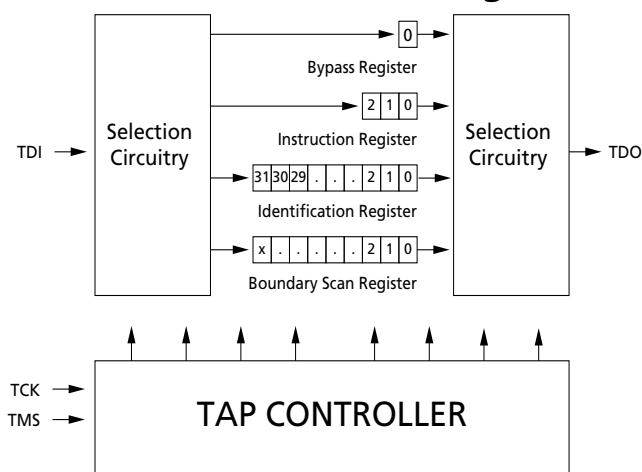 0
Bypass Register
2 1 0
Instruction Register
Selection
Circuitry
Selection
Circuitry
TDI
TDO
31 30 29 . . . 2 1 0
Identification Register
x . . . . . 2 1 0
Boundary Scan Register
TCK
TMS
TAP CONTROLLER